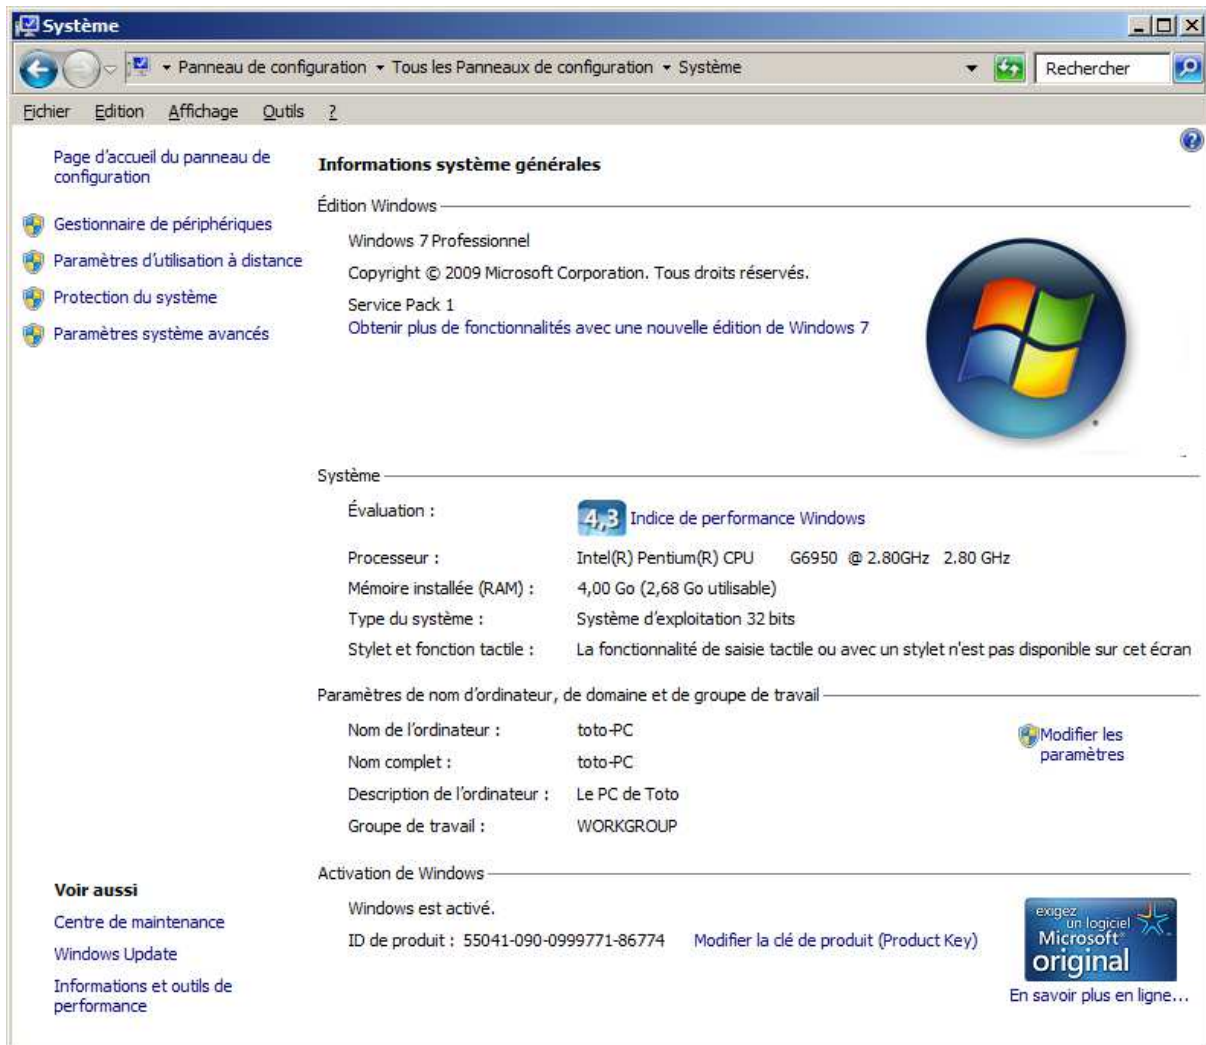 Système
Panneau de configuration Tous les Panneaux de configuration Système
Rechercher
Fichier Edition Affichage Outils ?
Page d'accueil du panneau de
configuration
Gestionnaire de périphériques
Paramètres d'utilisation à distance
Protection du système
Paramètres système avancés
Informations système générales
Édition Windows
Windows 7 Professionnel
Copyright © 2009 Microsoft Corporation. Tous droits réservés.
Service Pack 1
Obtenir plus de fonctionnalités avec une nouvelle édition de Windows 7
Système
Évaluation : 4,3 Indice de performance Windows
Processeur : Intel(R) Pentium(R) CPU G6950 @ 2.80GHz 2.80 GHz
Mémoire installée (RAM) : 4,00 Go (2,68 Go utilisable)
Type du système : Système d'exploitation 32 bits
Stylet et fonction tactile : La fonctionnalité de saisie tactile ou avec un stylet n'est pas disponible sur cet écran
Paramètres de nom d'ordinateur, de domaine et de groupe de travail
Nom de l'ordinateur : toto-PC
Modifier les
paramètres
Nom complet : toto-PC
Description de l'ordinateur : Le PC de Toto
Groupe de travail : WORKGROUP
Activation de Windows
Windows est activé.
ID de produit : 55041-090-0999771-86774 Modifier la clé de produit (Product Key)
exigez
un logiciel
Microsoft
original
En savoir plus en ligne...
Voir aussi
Centre de maintenance
Windows Update
Informations et outils de
performance